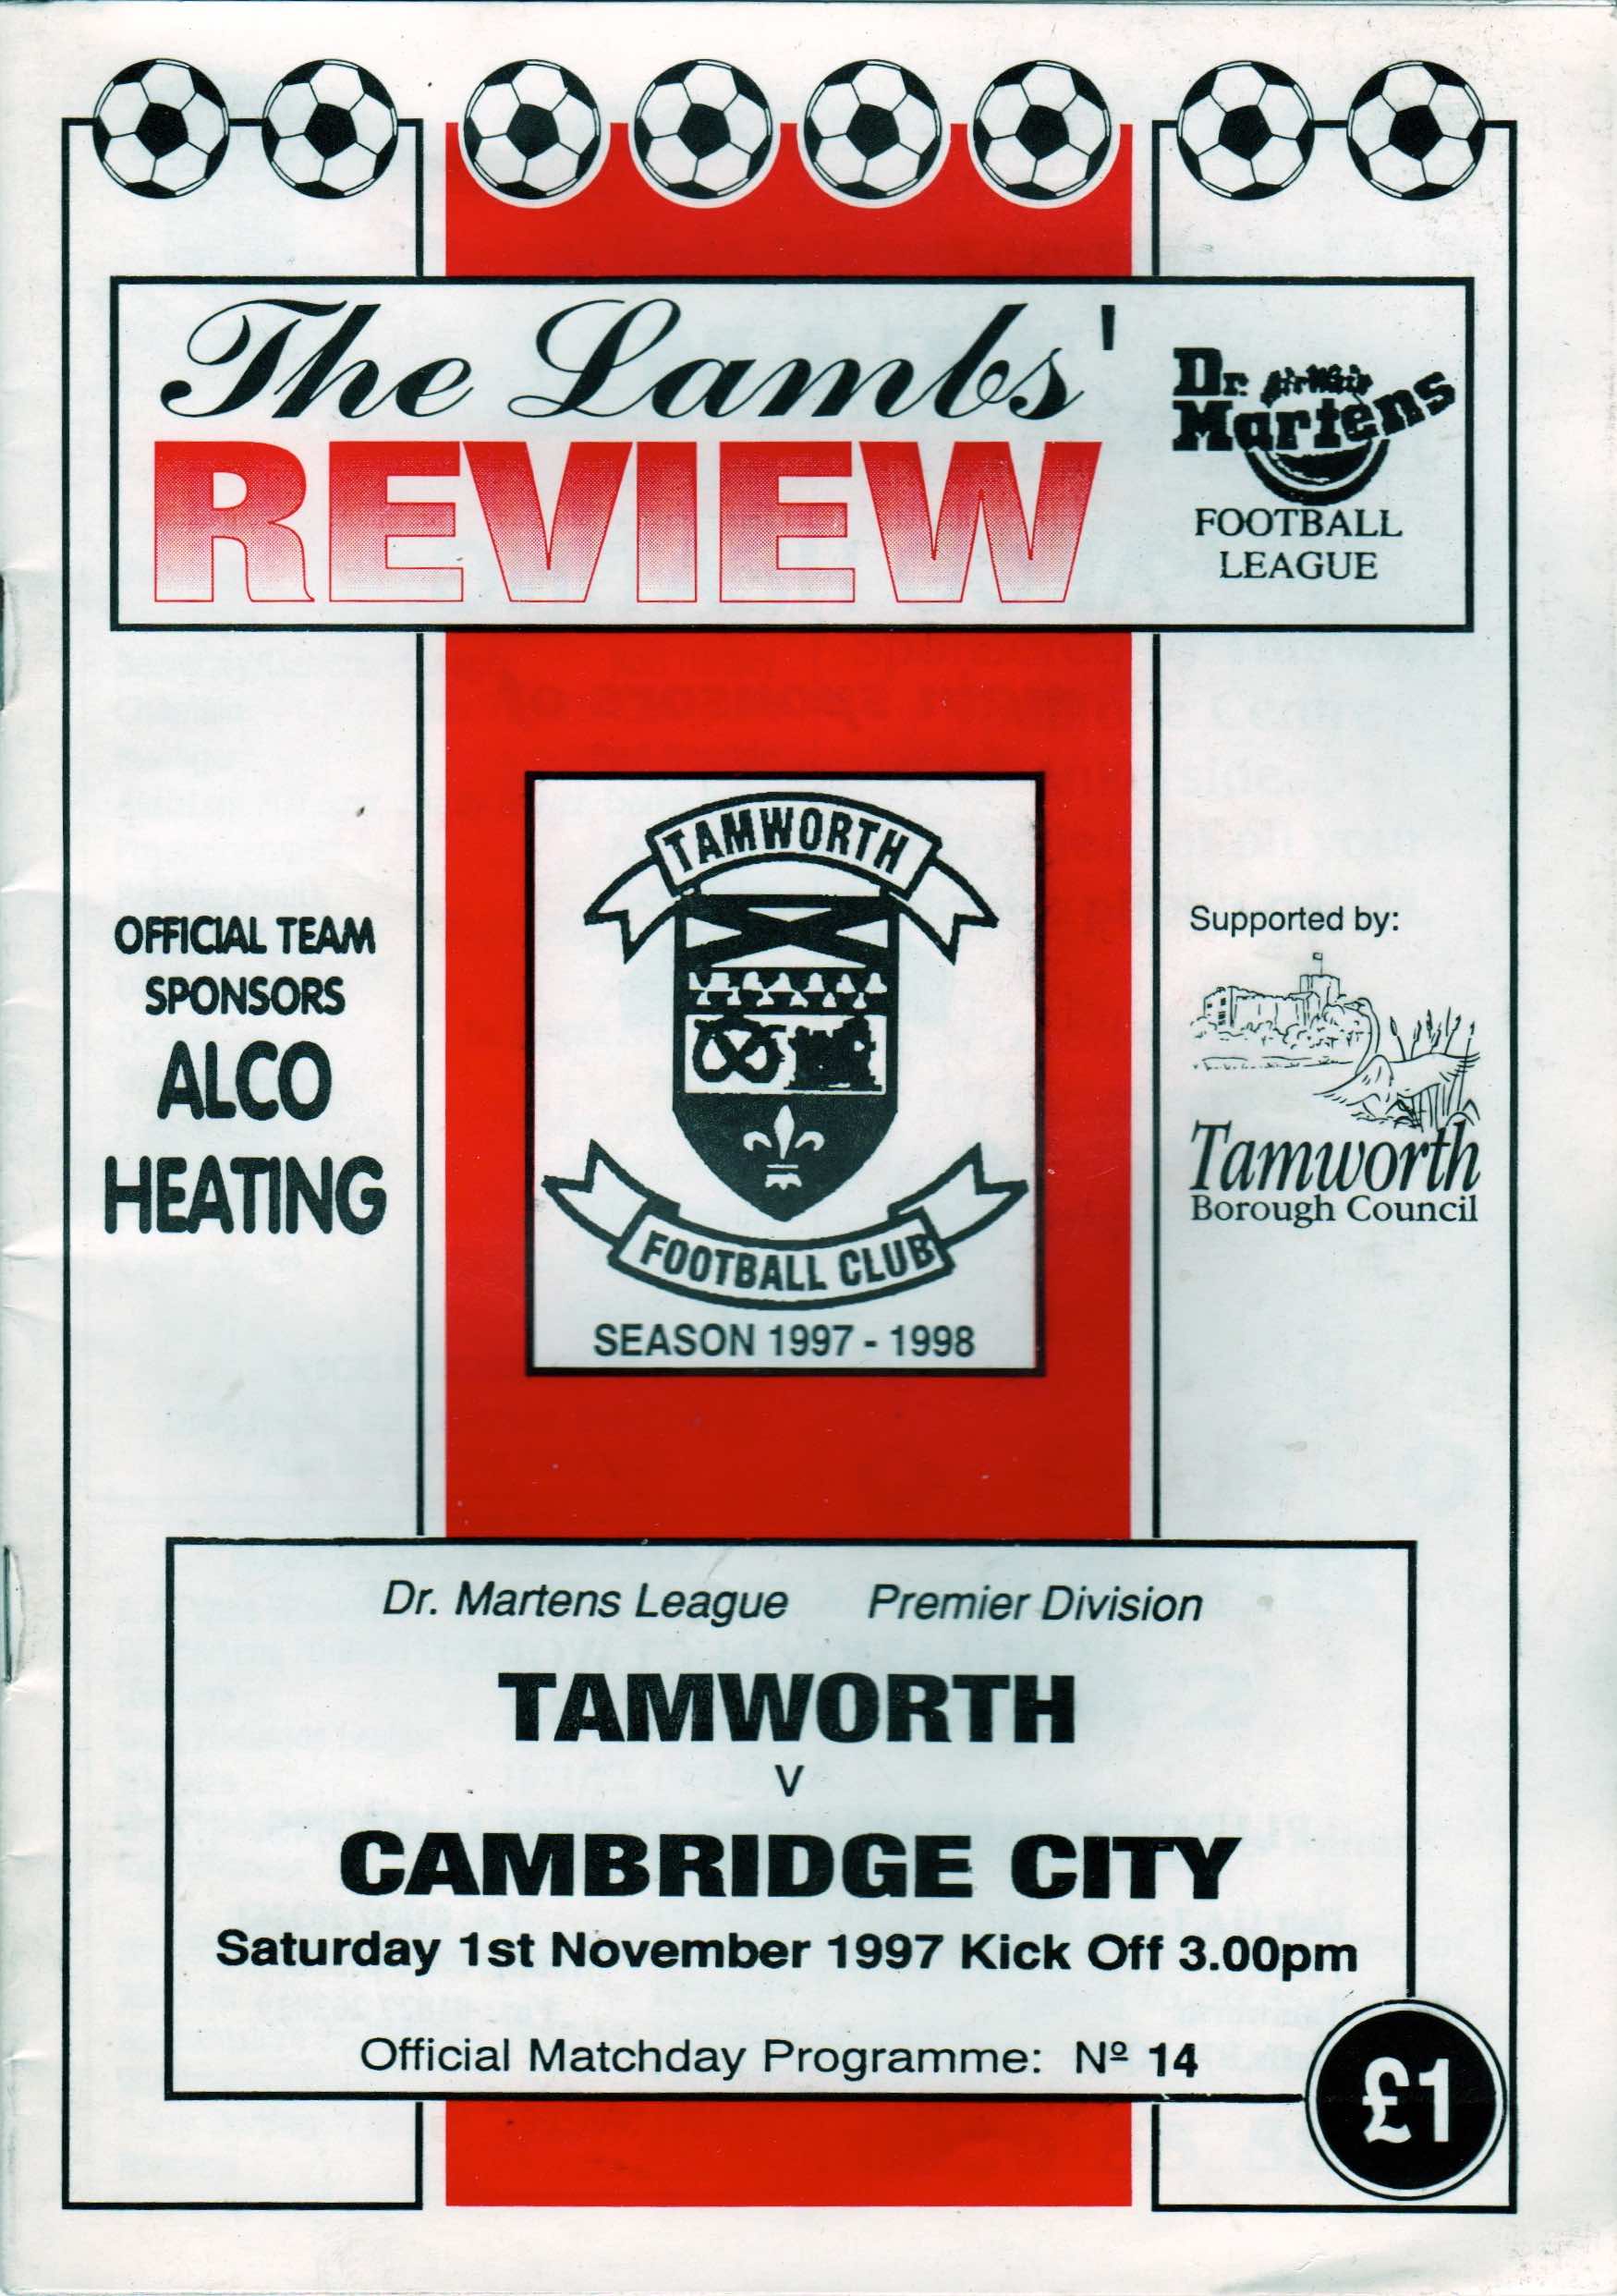 The Lambs'
REVIEW
Dr.
AirWair
Martens
FOOTBALL
LEAGUE
OFFICIAL TEAM
SPONSORS
ALCO
HEATING
TAMWORTH
FOOTBALL CLUB
SEASON 1997 - 1998
Supported by:
Tamworth
Borough Council
Dr. Martens League Premier Division
TAMWORTH
v
CAMBRIDGE CITY
Saturday 1st November 1997 Kick Off 3.00pm
Official Matchday Programme: Nº 14
£1